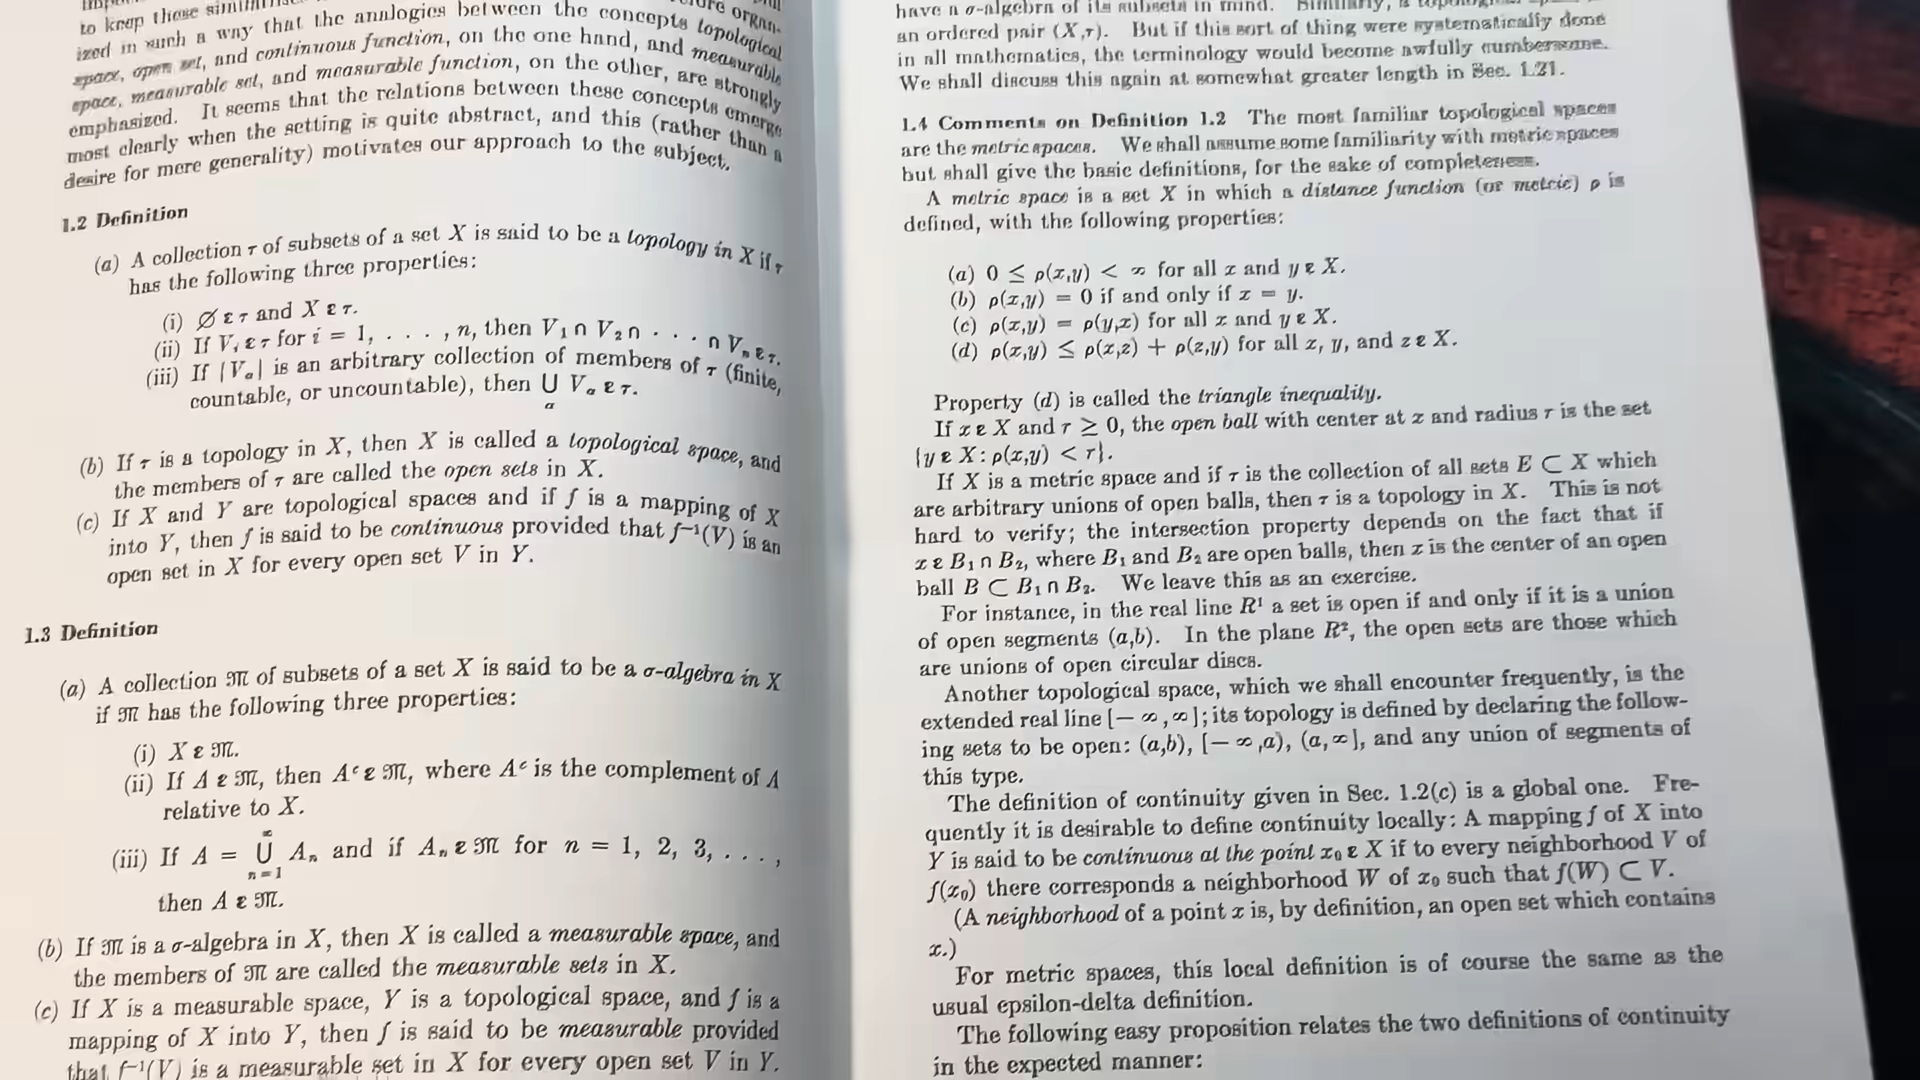 to keep these
ized in such a way that the analogies between the concepts topological
space, open set, and continuous function, on the one hand, and measurable
space, measurable set, and measurable function, on the other, are strongly
emphasized. It seems that the relations between these concepts emerge
most clearly when the setting is quite abstract, and this (rather than a
desire for mere generality) motivates our approach to the subject.
1.2 Definition
(a) A collection τ of subsets of a set X is said to be a topology in X if τ
has the following three properties:
(i) ∅ ε τ and X ε τ.
(ii) If Vᵢ ε τ for i = 1, . . . , n, then V₁ ∩ V₂ ∩ · · · ∩ Vₙ ε τ.
(iii) If {Vα} is an arbitrary collection of members of τ (finite,
countable, or uncountable), then ∪ Vα ε τ.
α
(b) If τ is a topology in X, then X is called a topological space, and
the members of τ are called the open sets in X.
(c) If X and Y are topological spaces and if f is a mapping of X
into Y, then f is said to be continuous provided that f⁻¹(V) is an
open set in X for every open set V in Y.
1.3 Definition
(a) A collection 𝔐 of subsets of a set X is said to be a σ-algebra in X
if 𝔐 has the following three properties:
(i) X ε 𝔐.
(ii) If A ε 𝔐, then Aᶜ ε 𝔐, where Aᶜ is the complement of A
relative to X.
∞
(iii) If A = ∪ Aₙ and if Aₙ ε 𝔐 for n = 1, 2, 3, . . . ,
n=1
then A ε 𝔐.
(b) If 𝔐 is a σ-algebra in X, then X is called a measurable space, and
the members of 𝔐 are called the measurable sets in X.
(c) If X is a measurable space, Y is a topological space, and f is a
mapping of X into Y, then f is said to be measurable provided
that f⁻¹(V) is a measurable set in X for every open set V in Y.
have a σ-algebra of its subsets in mind. Similarly, a
an ordered pair (X,τ). But if this sort of thing were systematically done
in all mathematics, the terminology would become awfully cumbersome.
We shall discuss this again at somewhat greater length in Sec. 1.21.
1.4 Comments on Definition 1.2 The most familiar topological spaces
are the metric spaces. We shall assume some familiarity with metric spaces
but shall give the basic definitions, for the sake of completeness.
A metric space is a set X in which a distance function (or metric) ρ is
defined, with the following properties:
(a) 0 ≤ ρ(x,y) < ∞ for all x and y ε X.
(b) ρ(x,y) = 0 if and only if x = y.
(c) ρ(x,y) = ρ(y,x) for all x and y ε X.
(d) ρ(x,y) ≤ ρ(x,z) + ρ(z,y) for all x, y, and z ε X.
Property (d) is called the triangle inequality.
If x ε X and r ≥ 0, the open ball with center at x and radius r is the set
{y ε X: ρ(x,y) < r}.
If X is a metric space and if τ is the collection of all sets E ⊂ X which
are arbitrary unions of open balls, then τ is a topology in X. This is not
hard to verify; the intersection property depends on the fact that if
x ε B₁ ∩ B₂, where B₁ and B₂ are open balls, then x is the center of an open
ball B ⊂ B₁ ∩ B₂. We leave this as an exercise.
For instance, in the real line R¹ a set is open if and only if it is a union
of open segments (a,b). In the plane R², the open sets are those which
are unions of open circular discs.
Another topological space, which we shall encounter frequently, is the
extended real line [−∞,∞]; its topology is defined by declaring the follow-
ing sets to be open: (a,b), [−∞,a), (a,∞], and any union of segments of
this type.
The definition of continuity given in Sec. 1.2(c) is a global one. Fre-
quently it is desirable to define continuity locally: A mapping f of X into
Y is said to be continuous at the point x₀ ε X if to every neighborhood V of
f(x₀) there corresponds a neighborhood W of x₀ such that f(W) ⊂ V.
(A neighborhood of a point x is, by definition, an open set which contains
x.)
For metric spaces, this local definition is of course the same as the
usual epsilon-delta definition.
The following easy proposition relates the two definitions of continuity
in the expected manner: